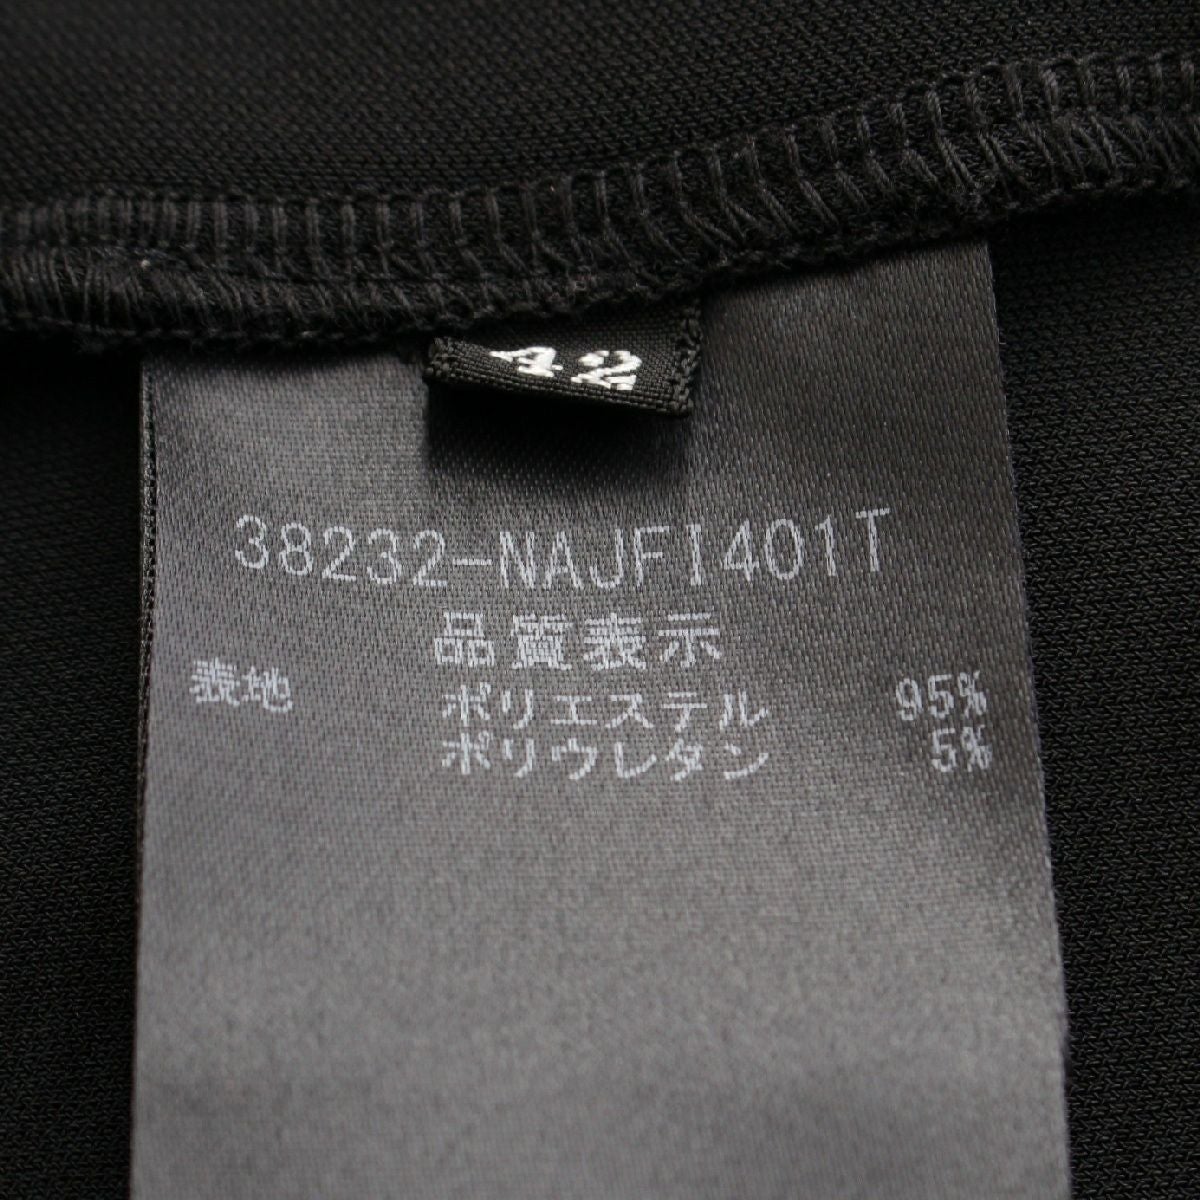 42
38232-NAJFI401T
品質表示
表地 ポリエステル 95%
ポリウレタン 5%